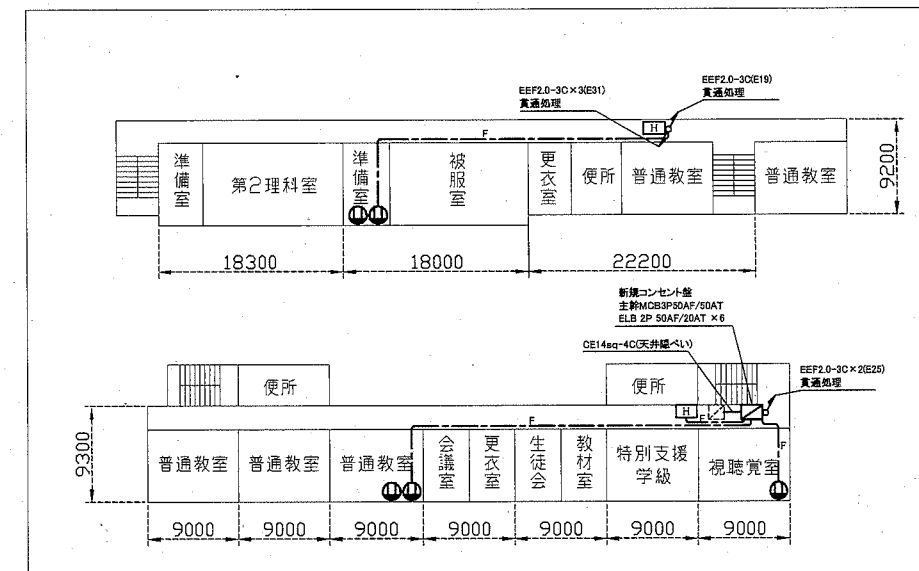 EEF2.0-3C×3(E31)
貫通処理
EEF2.0-3C(E19)
貫通処理
H
F
準備室
第2理科室
準備室
被服室
更衣室
便所
普通教室
普通教室
9200
18300
18000
22200
新規コンセント盤
主幹MCB3P50AF/50AT
ELB 2P 50AF/20AT ×6
CE14sq-4C(天井隠ぺい)
EEF2.0-3C×2(E25)
貫通処理
便所
便所
H
F
F
F
9300
普通教室
普通教室
普通教室
会議室
更衣室
生徒会
教材室
特別支援
学級
視聴覚室
9000
9000
9000
9000
9000
9000
9000